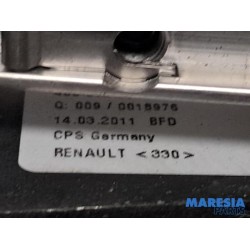 G: 009 / 0018976
14.03.2011 BFD
CPS Germany
RENAULT <330>
MARESIA